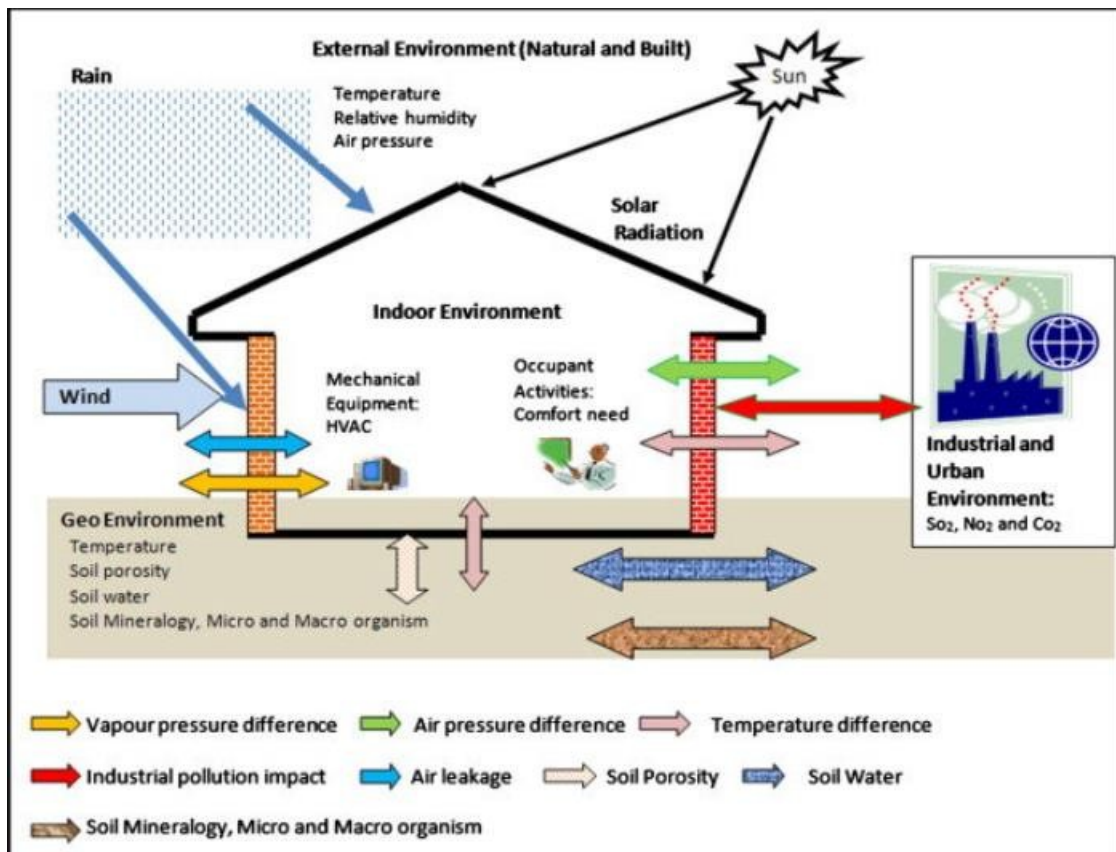 External Environment (Natural and Built)
Rain
Temperature
Relative humidity
Air pressure
Sun
Solar
Radiation
Indoor Environment
Wind
Mechanical
Equipment:
HVAC
Occupant
Activities:
Comfort need
Industrial and
Urban
Environment:
So₂, No₂ and Co₂
Geo Environment
Temperature
Soil porosity
Soil water
Soil Mineralogy, Micro and Macro organism
Vapour pressure difference
Air pressure difference
Temperature difference
Industrial pollution impact
Air leakage
Soil Porosity
Soil Water
Soil Mineralogy, Micro and Macro organism